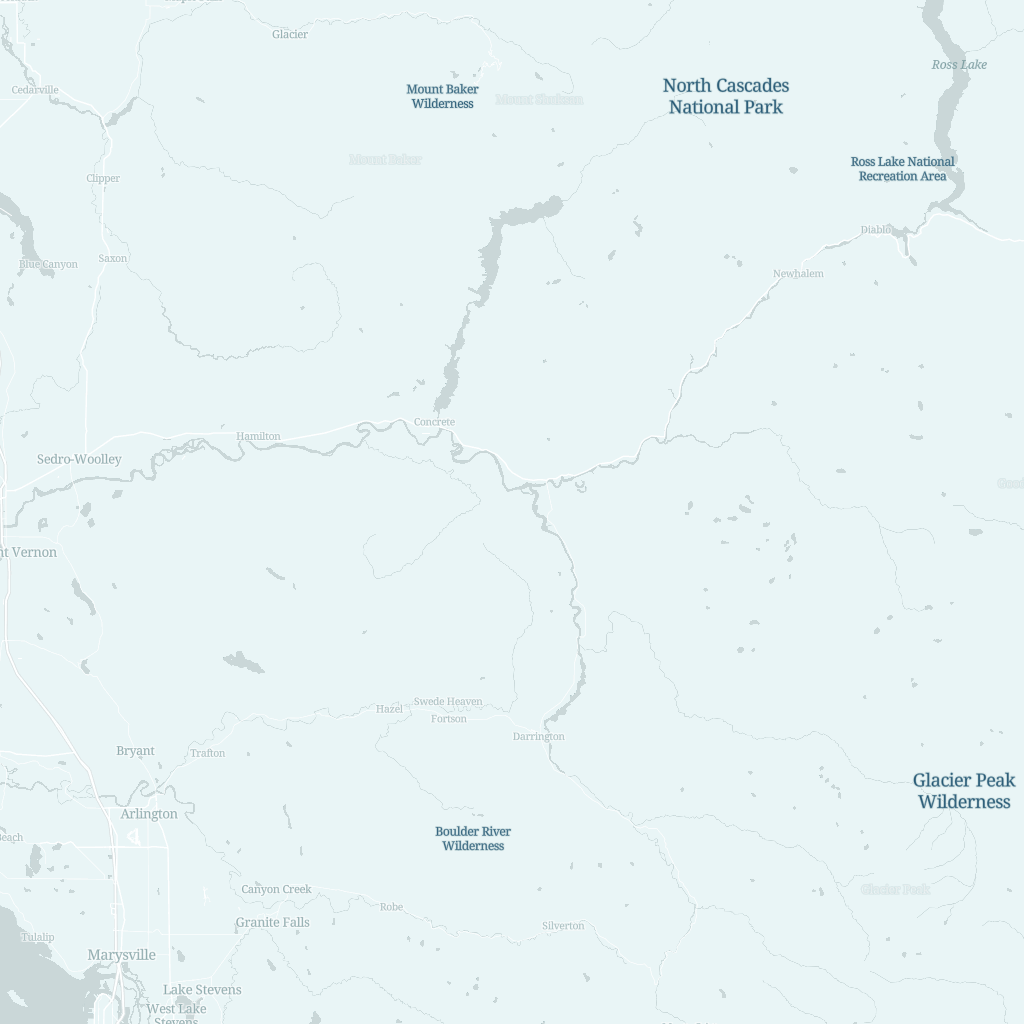 Glacier
Ross Lake
North Cascades
National Park
Cedarville
Mount Baker
Wilderness
Mount Shuksan
Mount Baker
Ross Lake National
Recreation Area
Clipper
Diablo
Saxon
Blue Canyon
Newhalem
Concrete
Hamilton
Sedro-Woolley
nt Vernon
Swede Heaven
Hazel
Fortson
Darrington
Bryant
Trafton
Glacier Peak
Wilderness
Arlington
Boulder River
Wilderness
Beach
Canyon Creek
Glacier Peak
Robe
Granite Falls
Silverton
Tulalip
Marysville
Lake Stevens
West Lake
Stevens